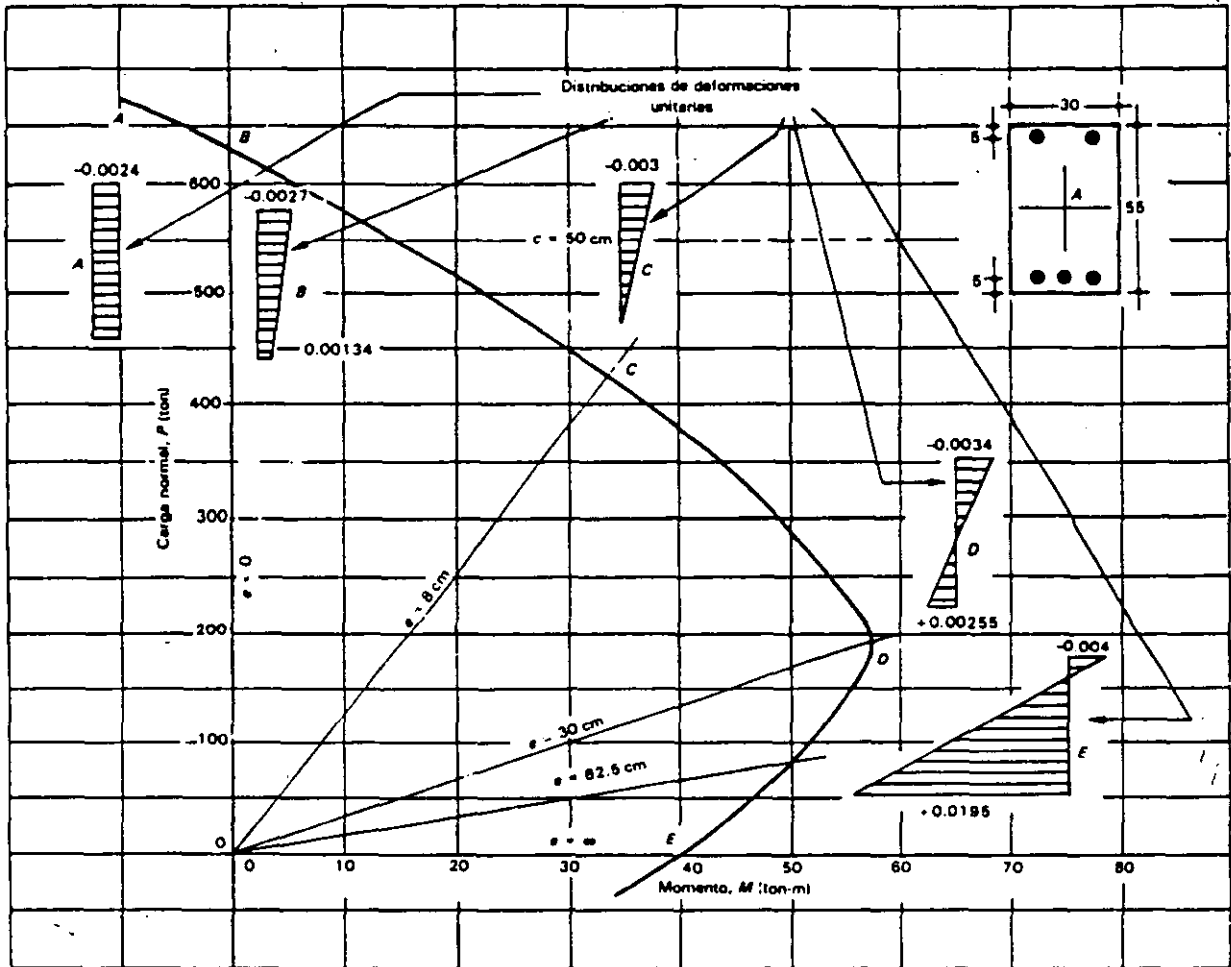 Distribuciones de deformaciones
unitarias
30
5
A
55
5
A
B
-0.0024
600
-0.0027
-0.003
c = 50 cm
A
B
C
500
0.00134
C
400
Carga normal, P (ton)
-0.0034
300
D
e = 0
e = 8 cm
200
+0.00255
D
-0.004
100
e = 30 cm
e = 62.5 cm
E
+0.0195
0
e = ∞
E
0
10
20
30
40
50
60
70
80
Momento, M (ton-m)